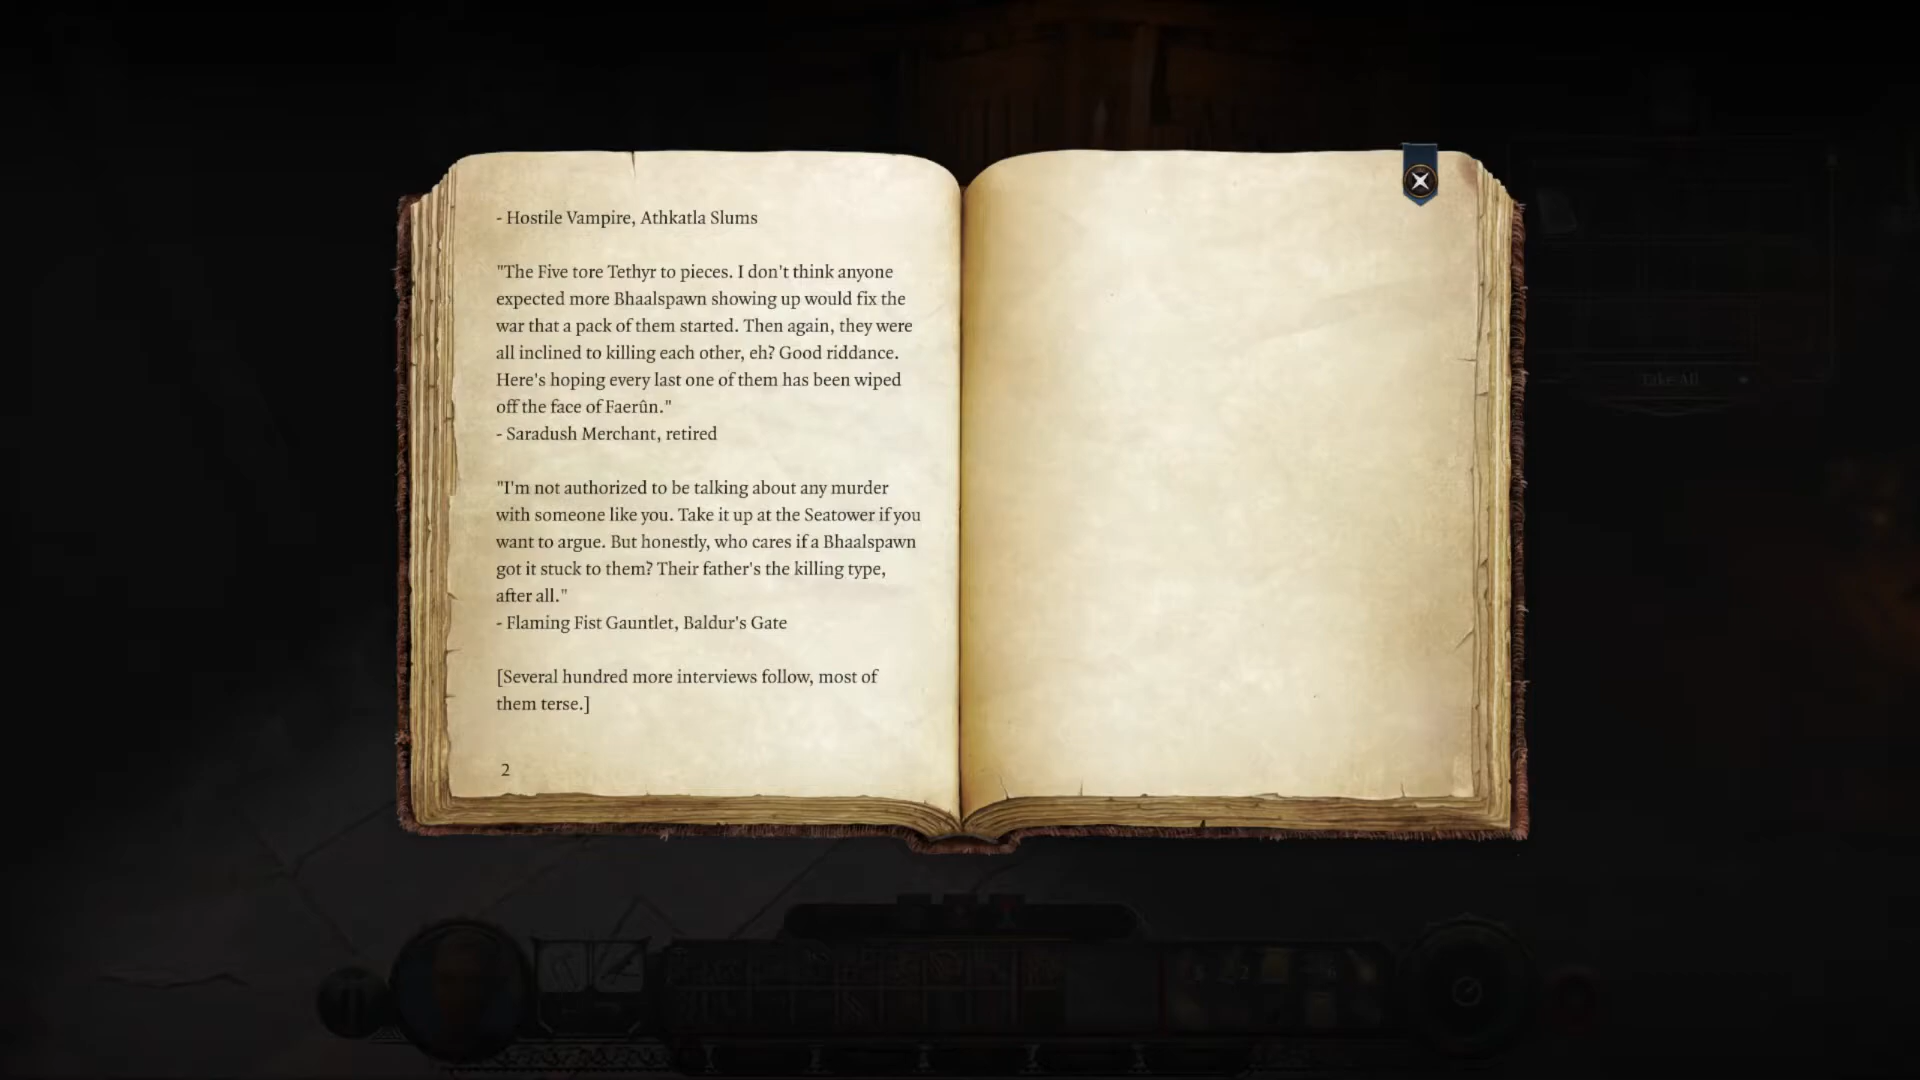 - Hostile Vampire, Athkatla Slums
"The Five tore Tethyr to pieces. I don't think anyone
expected more Bhaalspawn showing up would fix the
war that a pack of them started. Then again, they were
all inclined to killing each other, eh? Good riddance.
Here's hoping every last one of them has been wiped
off the face of Faerûn."
- Saradush Merchant, retired
"I'm not authorized to be talking about any murder
with someone like you. Take it up at the Seatower if you
want to argue. But honestly, who cares if a Bhaalspawn
got it stuck to them? Their father's the killing type,
after all."
- Flaming Fist Gauntlet, Baldur's Gate
[Several hundred more interviews follow, most of
them terse.]
2
Take All